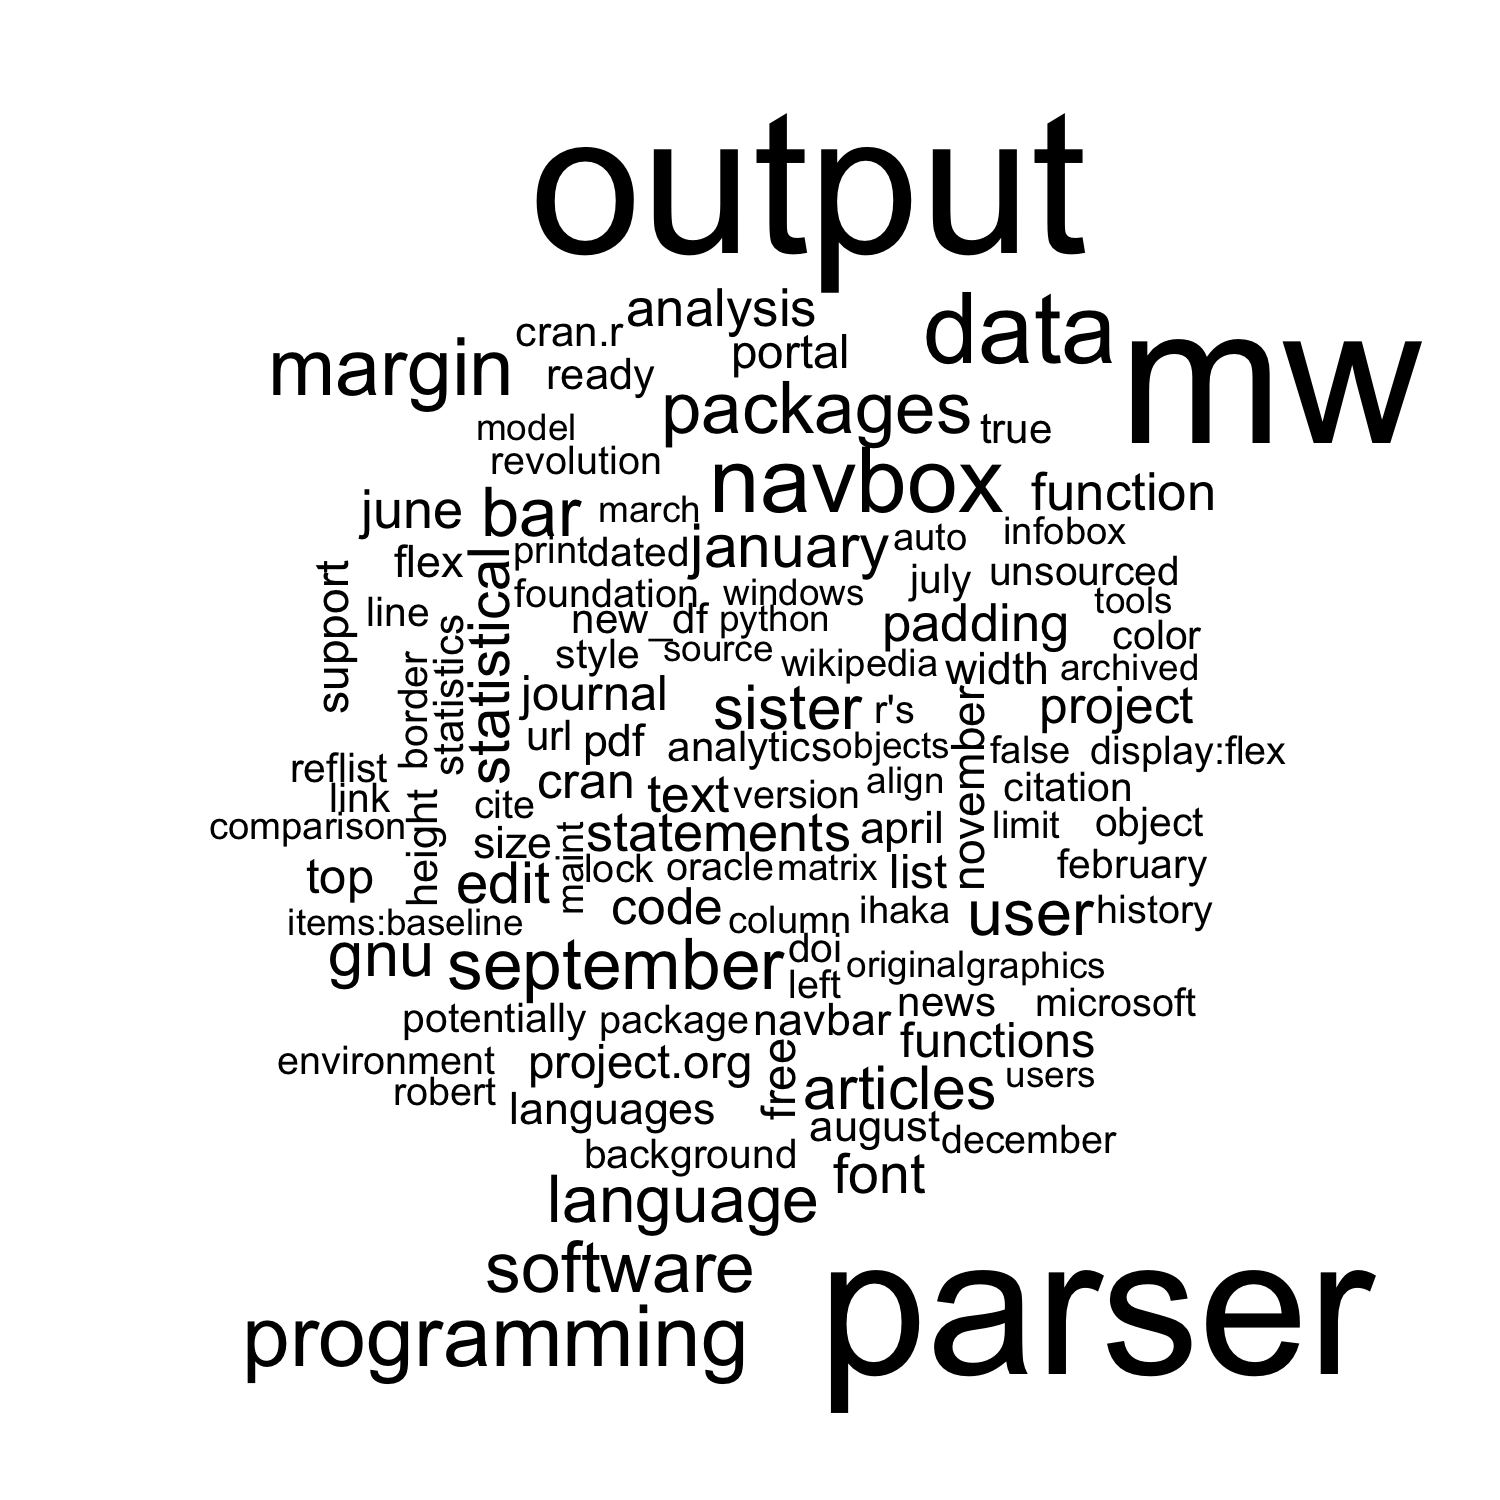 output
analysis
data
cran.r
portal
mw
margin
ready
packages
true
model
revolution
navbox
function
june
bar
march
january
auto
infobox
flex
print
dated
statistical
support
foundation
windows
july
unsourced
line
new_df
python
padding
tools
color
statistics
style
source
wikipedia
width
archived
border
journal
sister
r's
project
november
url
pdf
analytics
objects
false
display:flex
reflist
link
cran
text
version
align
citation
comparison
height
cite
size
maint
statements
april
limit
object
top
edit
lock
oracle
matrix
list
february
items:baseline
code
column
ihaka
user
history
gnu
september
doi
left
original
graphics
potentially
package
navbar
news
microsoft
functions
environment
project.org
free
robert
languages
articles
users
august
december
background
font
language
software
programming
parser